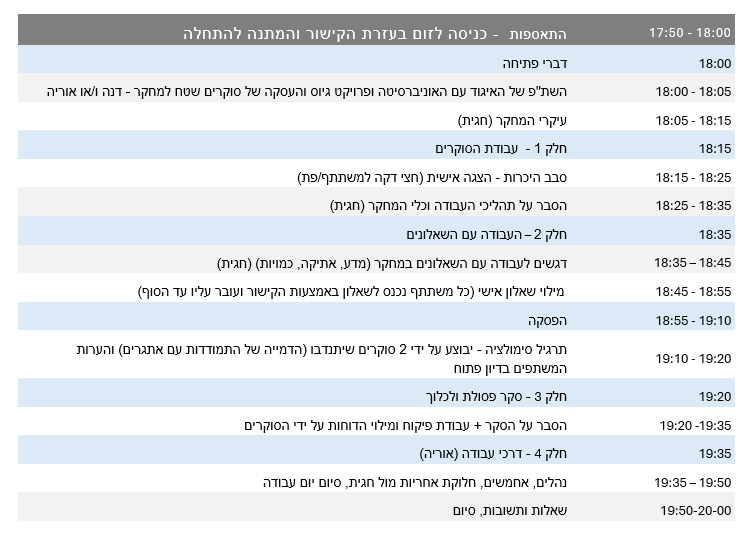 17:50 - 18:00 התאספות - כניסה לזום בעזרת הקישור והמתנה להתחלה
18:00 דברי פתיחה
18:00 - 18:05 השת"פ של האיגוד עם האוניברסיטה ופרויקט גיוס והעסקה של סוקרים שטח למחקר - דנה ו/או אוריה
18:05 - 18:15 עיקרי המחקר (חגית)
18:15 חלק 1 - עבודת הסוקרים
18:15 - 18:25 סבב היכרות - הצגה אישית (חצי דקה למשתתף/פת)
18:25 - 18:35 הסבר על תהליכי העבודה וכלי המחקר (חגית)
18:35 חלק 2 – העבודה עם השאלונים
18:35 – 18:45 דגשים לעבודה עם השאלונים במחקר (מדע, אתיקה, כמויות) (חגית)
18:45 - 18:55 מילוי שאלון אישי (כל משתתף נכנס לשאלון באמצעות הקישור ועובר עליו עד הסוף)
18:55 - 19:10 הפסקה
19:10 - 19:20 תרגיל סימולציה - יבוצע על ידי 2 סוקרים שיתנדבו (הדמייה של התמודדות עם אתגרים) והערות
המשתפים בדיון פתוח
19:20 חלק 3 - סקר פסולת ולכלוך
19:20 -19:35 הסבר על הסקר + עבודת פיקוח ומילוי הדוחות על ידי הסוקרים
19:35 חלק 4 - דרכי עבודה (אוריה)
19:35 – 19:50 נהלים, אחמשים, חלוקת אחריות מול חגית, סיום יום עבודה
19:50-20-00 שאלות ותשובות, סיום